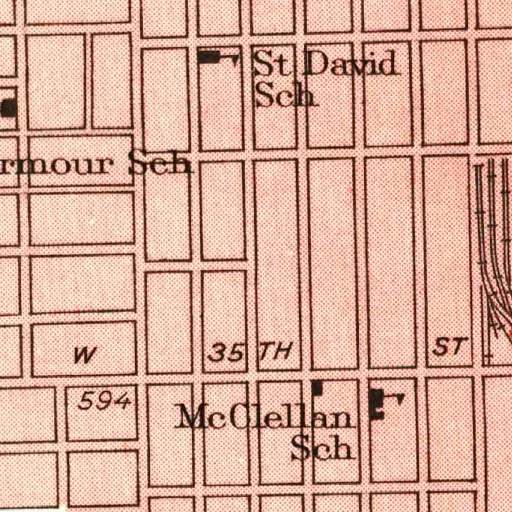 St David
Sch
rmour Sch
W 35 TH ST
594
McClellan
Sch